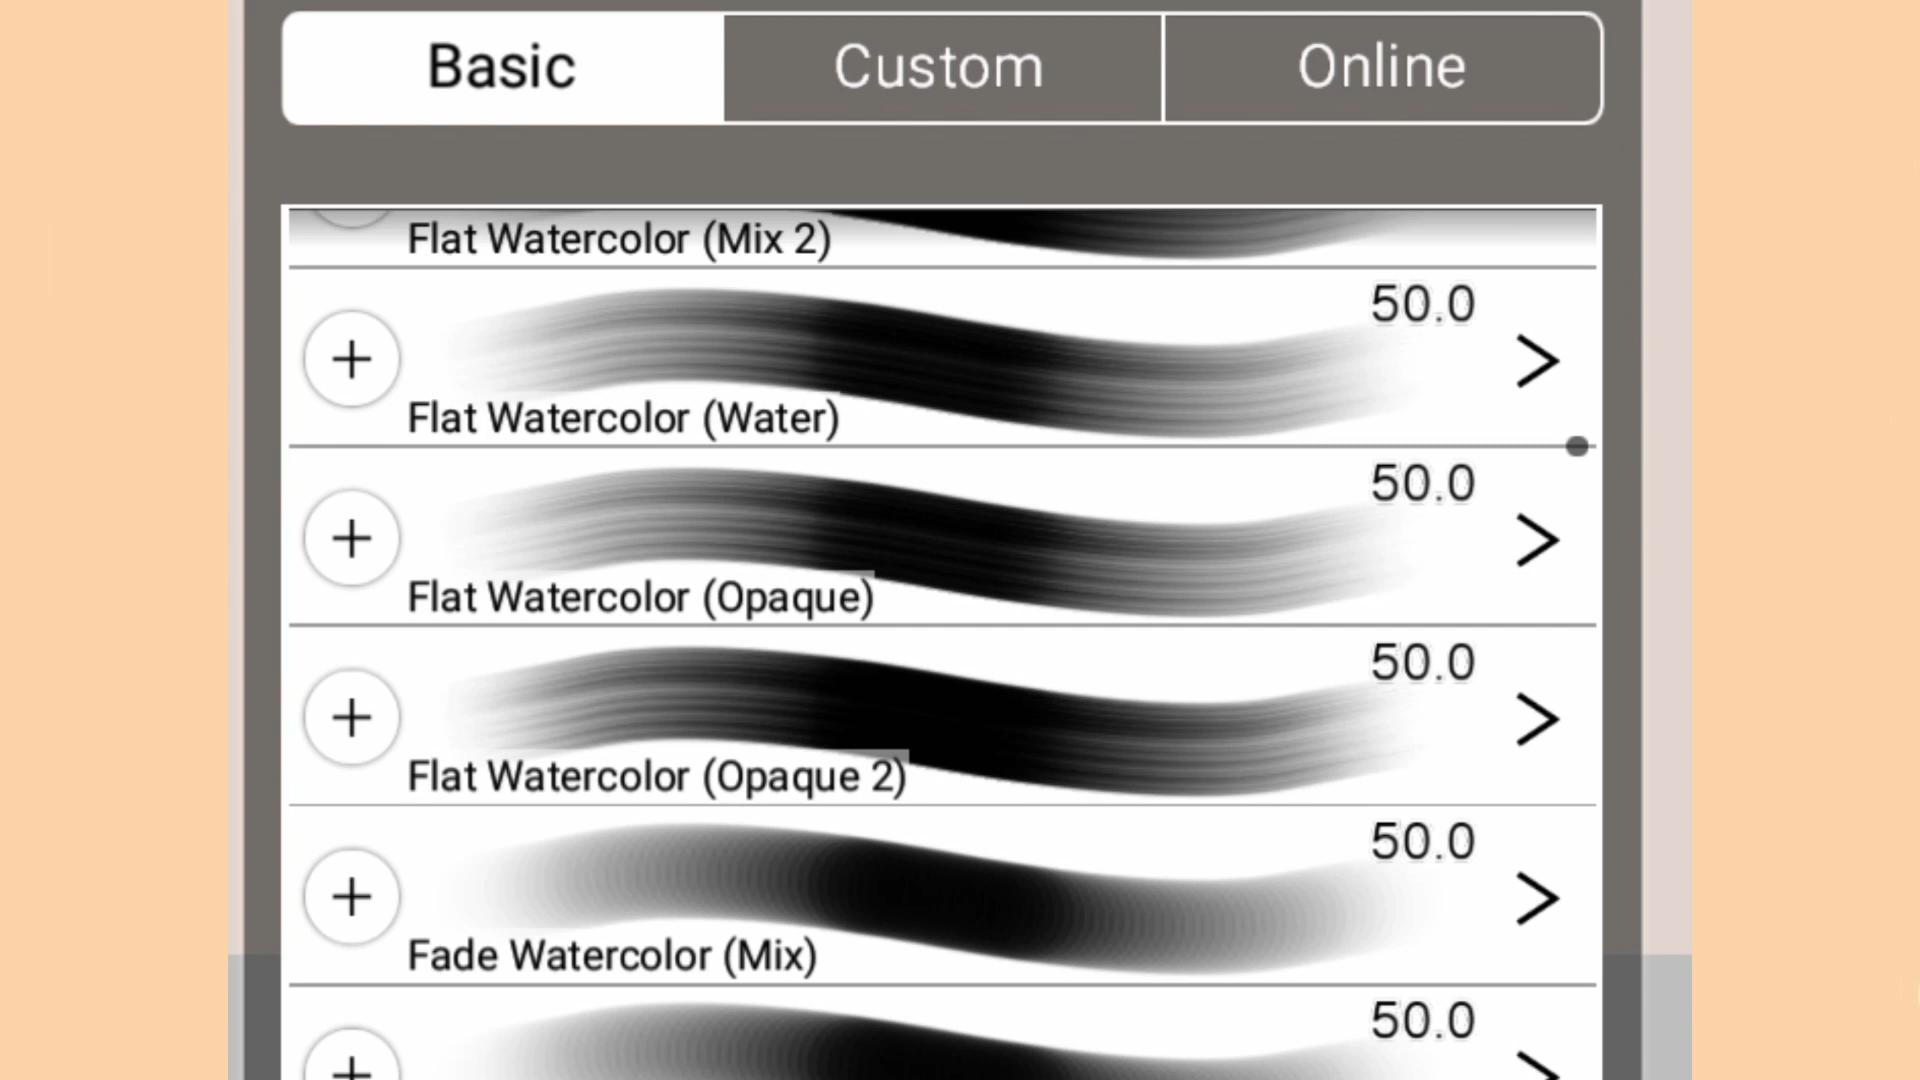 Basic Custom Online
Flat Watercolor (Mix 2)
50.0
Flat Watercolor (Water)
50.0
Flat Watercolor (Opaque)
50.0
Flat Watercolor (Opaque 2)
50.0
Fade Watercolor (Mix)
50.0